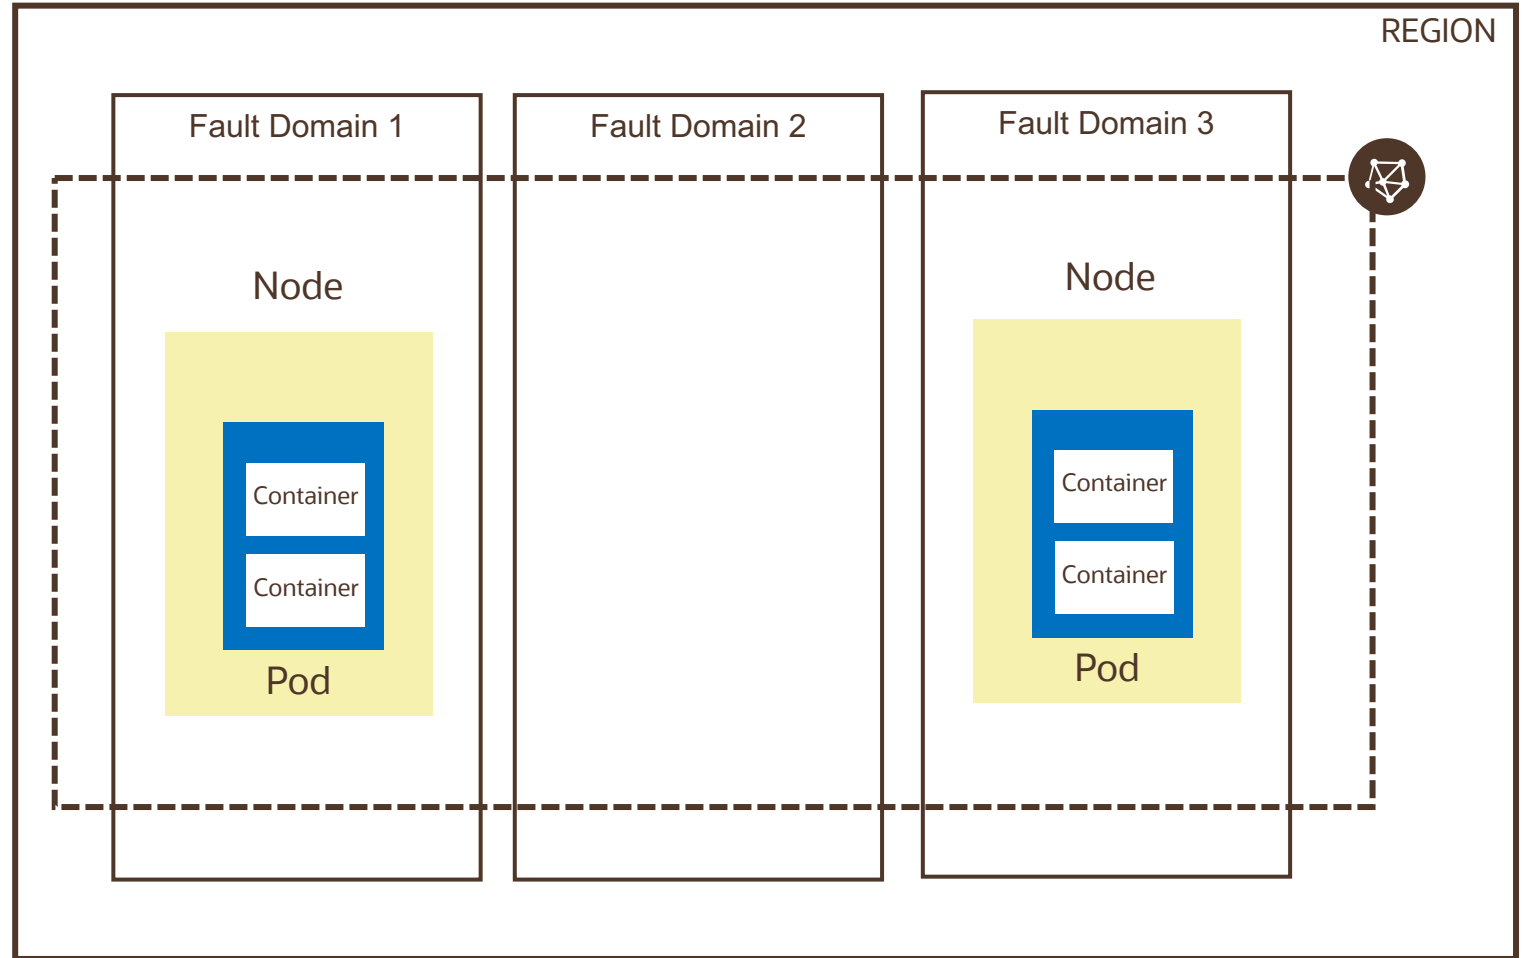 REGION
Fault Domain 1
Fault Domain 2
Fault Domain 3
Node
Container
Container
Pod
Node
Container
Container
Pod